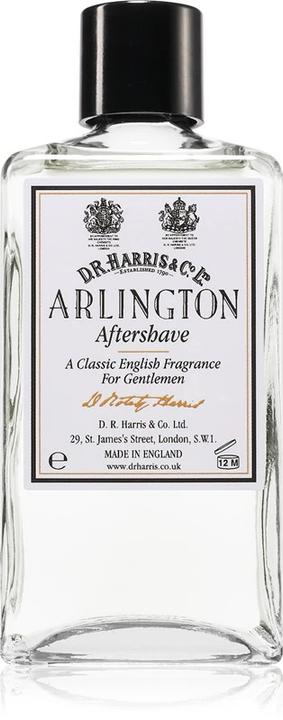 D.R.HARRIS & Co. Ltd
ESTABLISHED 1790
ARLINGTON
Aftershave
A Classic English Fragrance
For Gentlemen
D. R. Harris & Co. Ltd.
29, St. James's Street, London, S.W.1.
MADE IN ENGLAND
www.drharris.co.uk
e
12 M